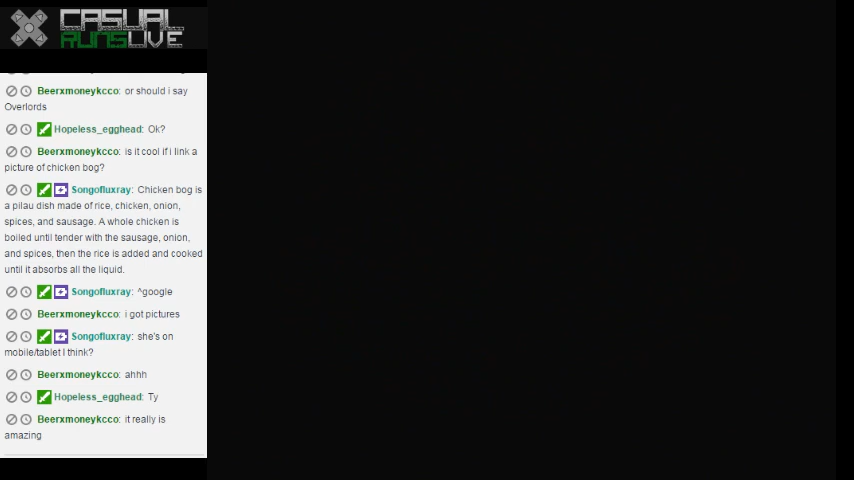 CASUAL
RUNSLIVE
Beerxmoneykcco: or should i say
Overlords
Hopeless_egghead: Ok?
Beerxmoneykcco: is it cool if i link a
picture of chicken bog?
Songofluxray: Chicken bog is
a pilau dish made of rice, chicken, onion,
spices, and sausage. A whole chicken is
boiled until tender with the sausage, onion,
and spices, then the rice is added and cooked
until it absorbs all the liquid.
Songofluxray: ^google
Beerxmoneykcco: i got pictures
Songofluxray: she's on
mobile/tablet I think?
Beerxmoneykcco: ahhh
Hopeless_egghead: Ty
Beerxmoneykcco: it really is
amazing